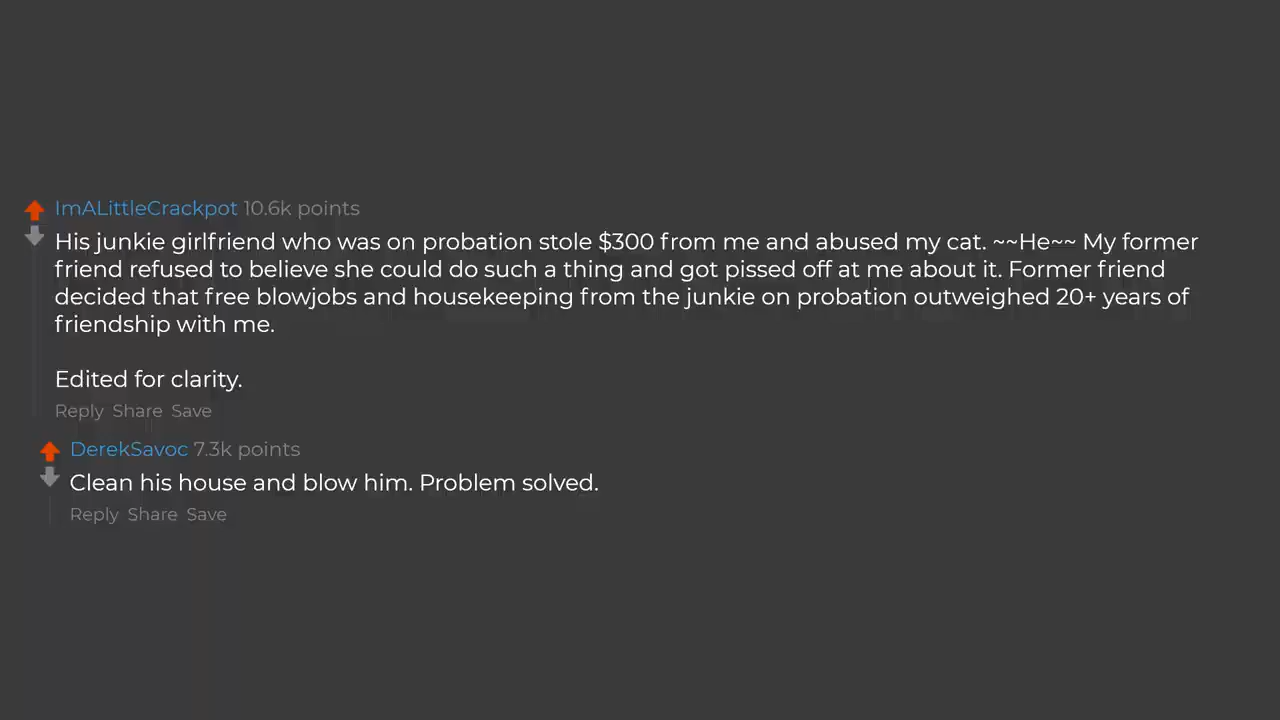 ImALittleCrackpot 10.6k points
His junkie girlfriend who was on probation stole $300 from me and abused my cat. ~~He~~ My former
friend refused to believe she could do such a thing and got pissed off at me about it. Former friend
decided that free blowjobs and housekeeping from the junkie on probation outweighed 20+ years of
friendship with me.
Edited for clarity.
Reply Share Save
DerekSavoc 7.3k points
Clean his house and blow him. Problem solved.
Reply Share Save